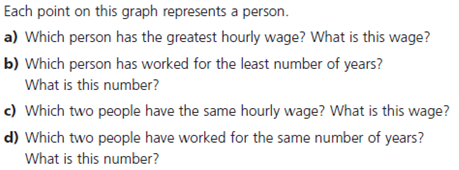 Each point on this graph represents a person.
a) Which person has the greatest hourly wage? What is this wage?
b) Which person has worked for the least number of years?
What is this number?
c) Which two people have the same hourly wage? What is this wage?
d) Which two people have worked for the same number of years?
What is this number?